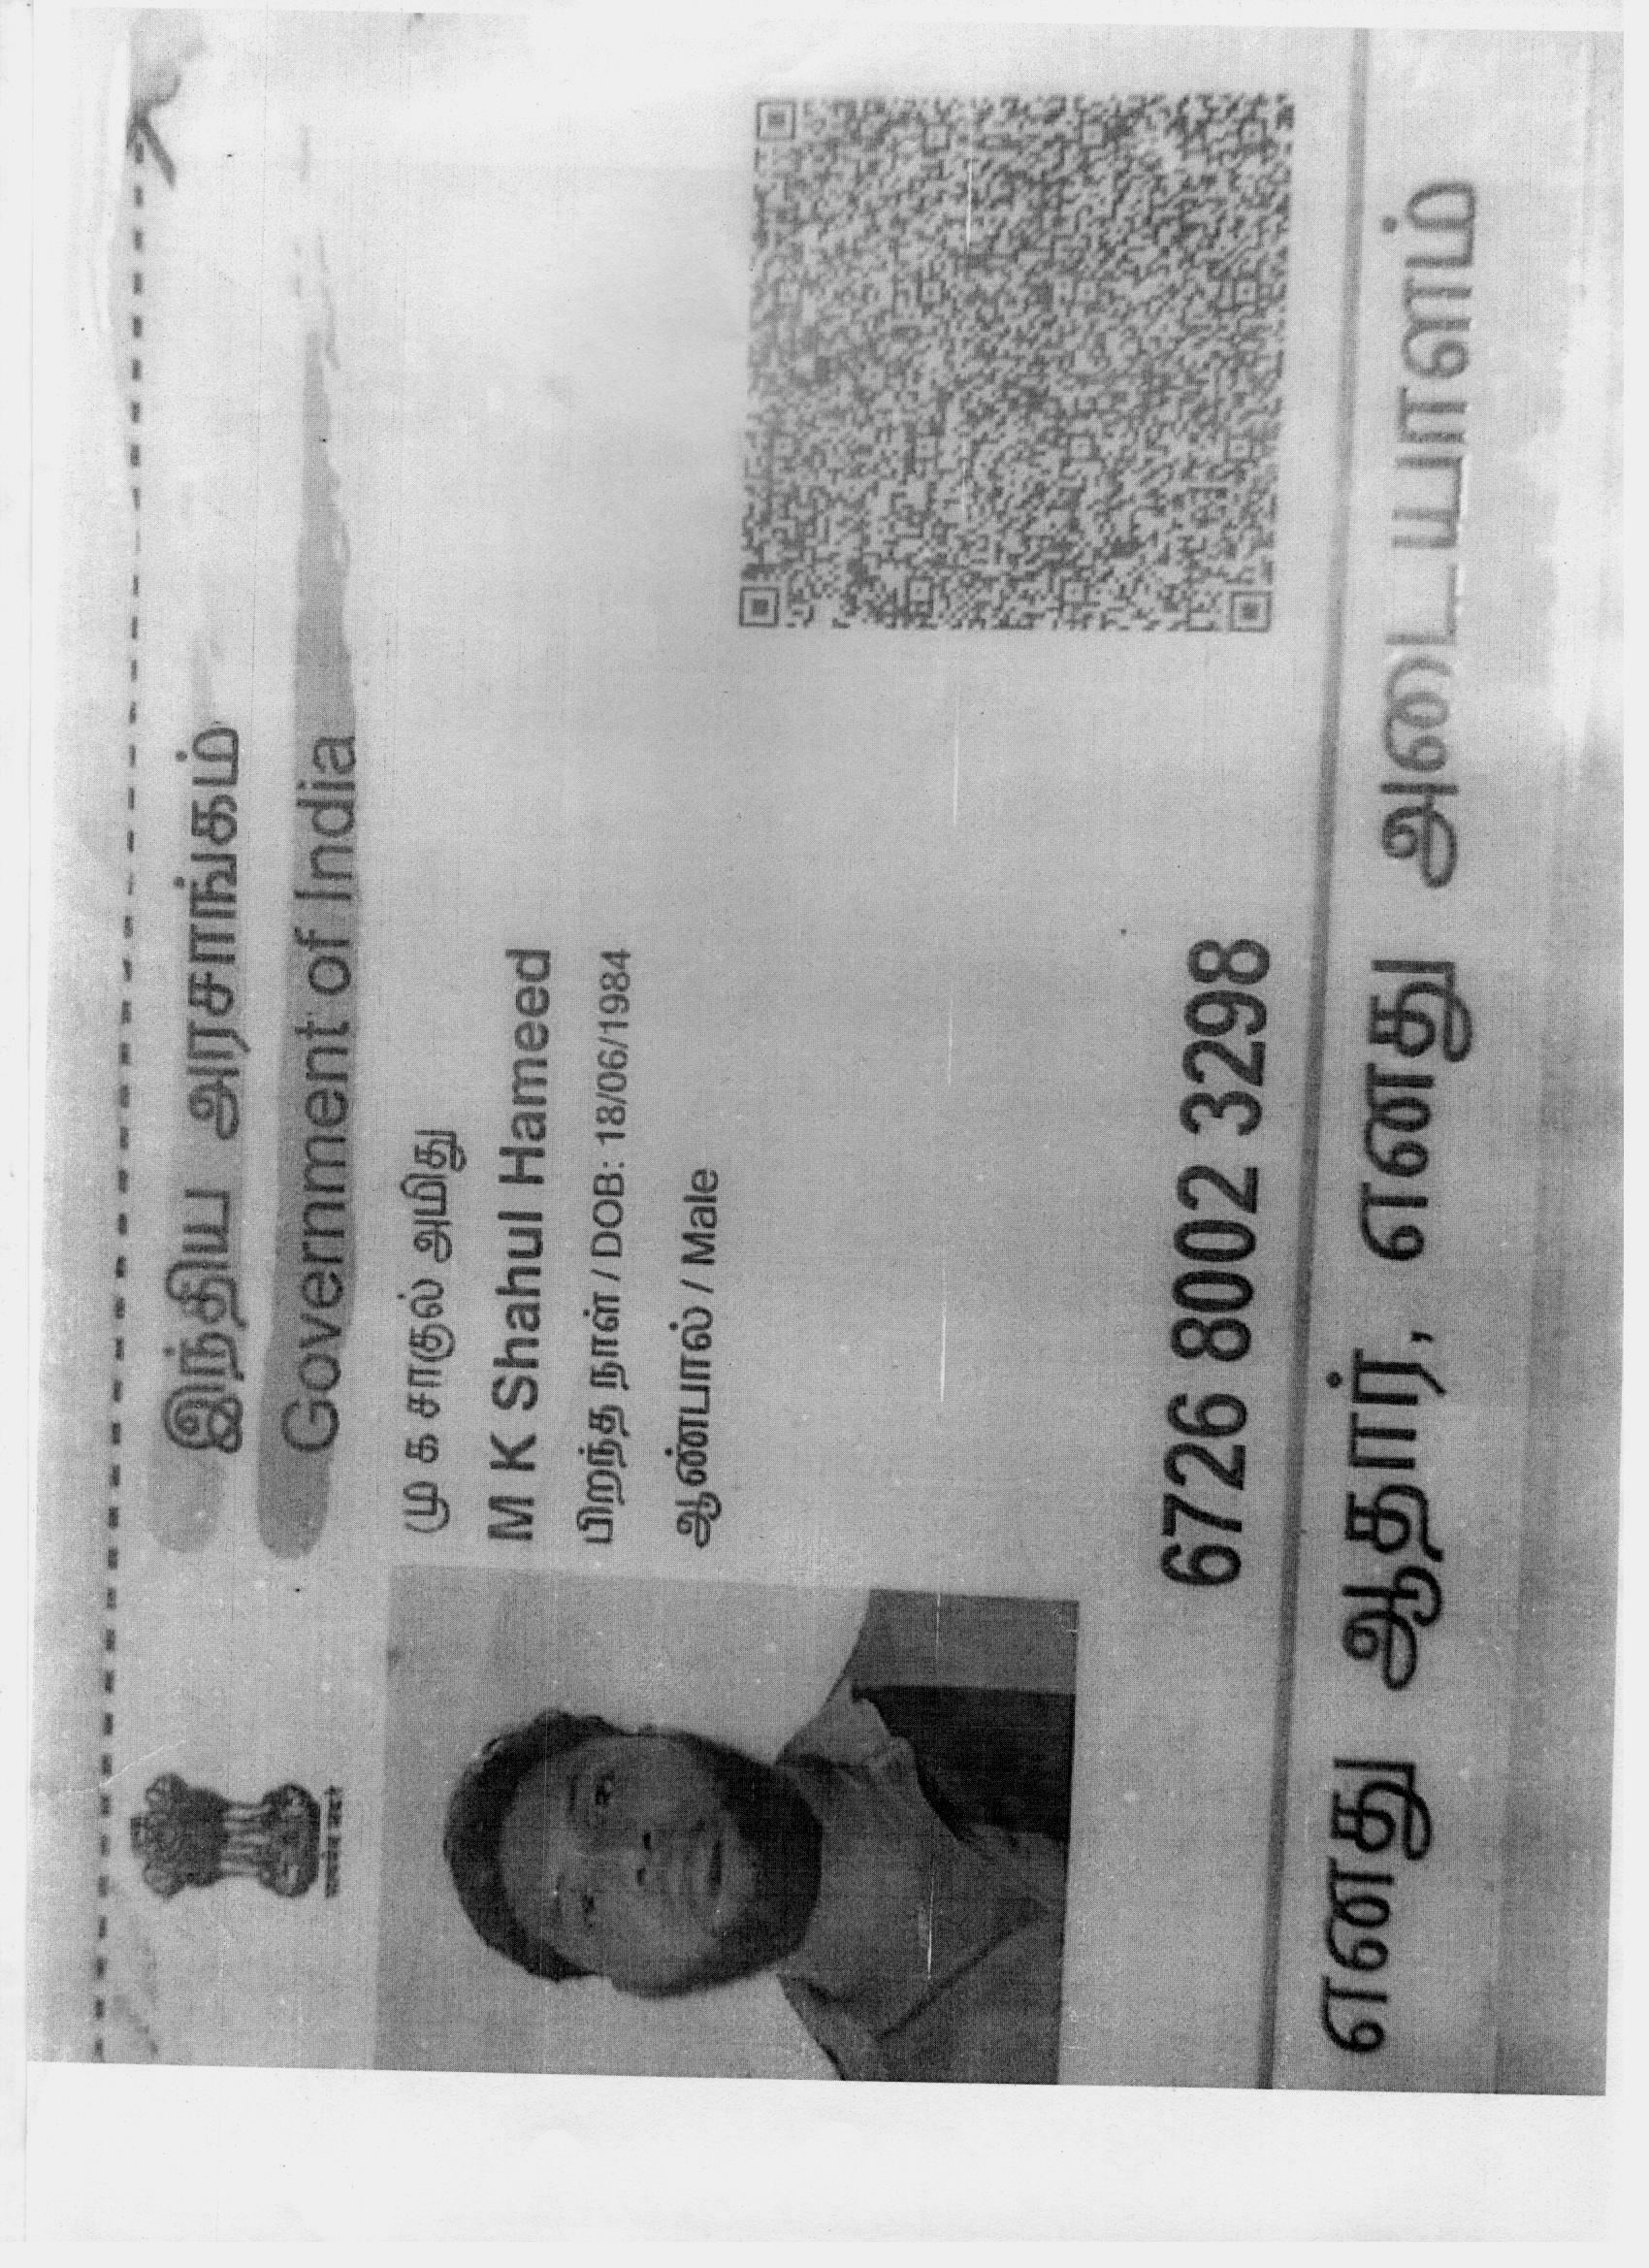 இந்திய அரசாங்கம்
Government of India
மு க சாகுல் அமிது
M K Shahul Hameed
பிறந்த நாள் / DOB: 18/06/1984
ஆண்பால் / Male
6726 8002 3298
எனது ஆதார், எனது அடையாளம்